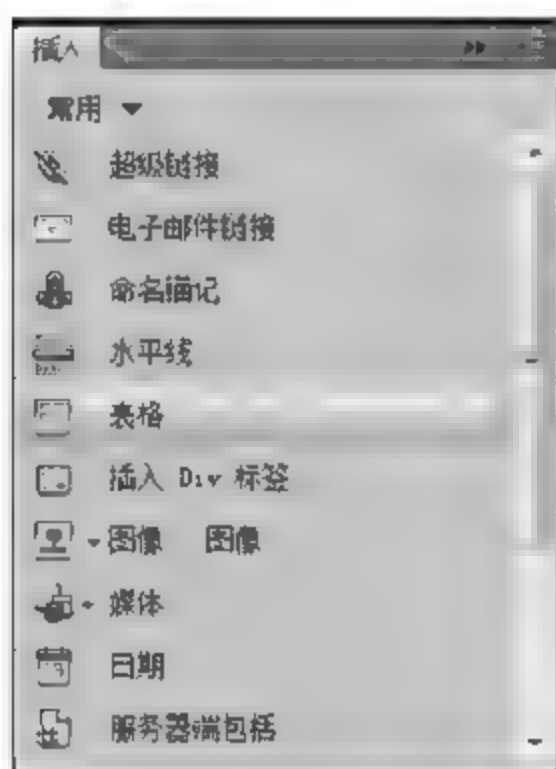 插入
常用
超级链接
电子邮件链接
命名锚记
水平线
表格
插入 Div 标签
图像 图像
媒体
日期
服务器端包括